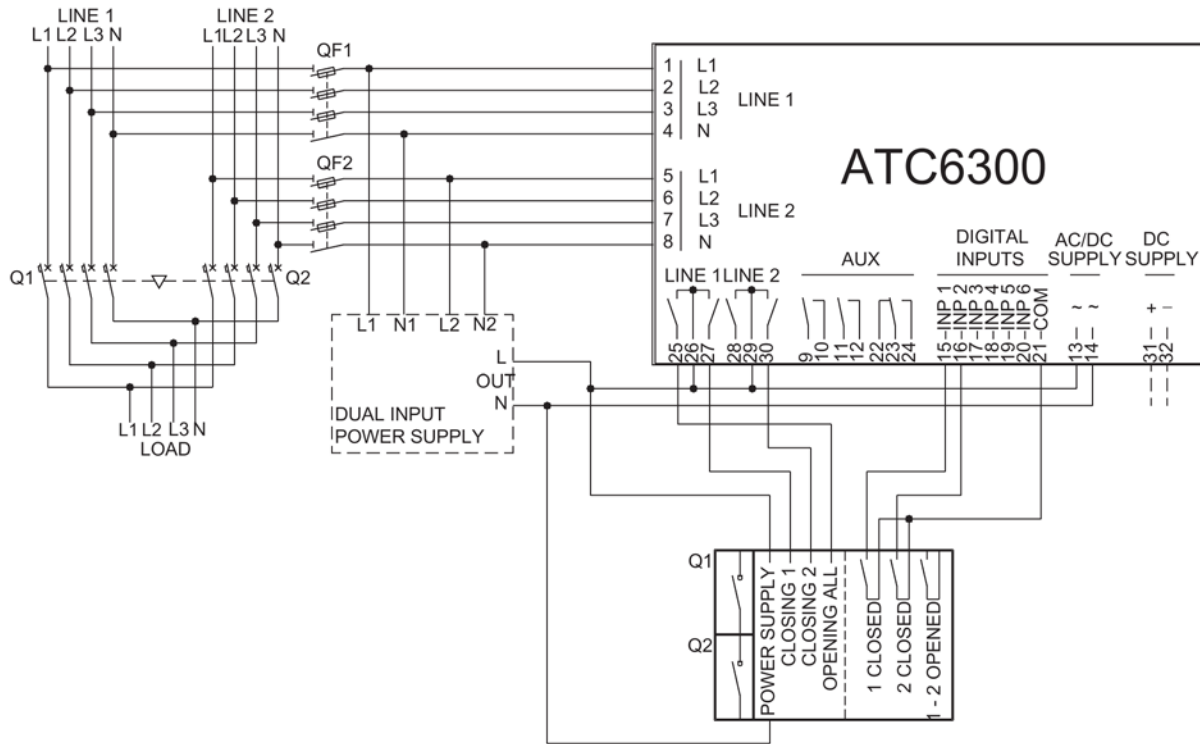 LINE 1
LINE 2
L1 L2 L3 N
L1 L2 L3 N
QF1
QF2
Q1
Q2
L1 L2 L3 N
LOAD
1 L1
2 L2
3 L3
4 N
LINE 1
5 L1
6 L2
7 L3
8 N
LINE 2
ATC6300
LINE 1
LINE 2
AUX
DIGITAL
INPUTS
AC/DC
SUPPLY
DC
SUPPLY
25
26
27
28
29
30
9
10
11
12
22
23
24
15-INP 1
16-INP 2
17-INP 3
18-INP 4
19-INP 5
20-INP 6
21-COM
13 ~
14 ~
31 +
32 –
L1 N1 L2 N2
L
OUT
N
DUAL INPUT
POWER SUPPLY
Q1
Q2
POWER SUPPLY
CLOSING 1
CLOSING 2
OPENING ALL
1 CLOSED
2 CLOSED
1 - 2 OPENED